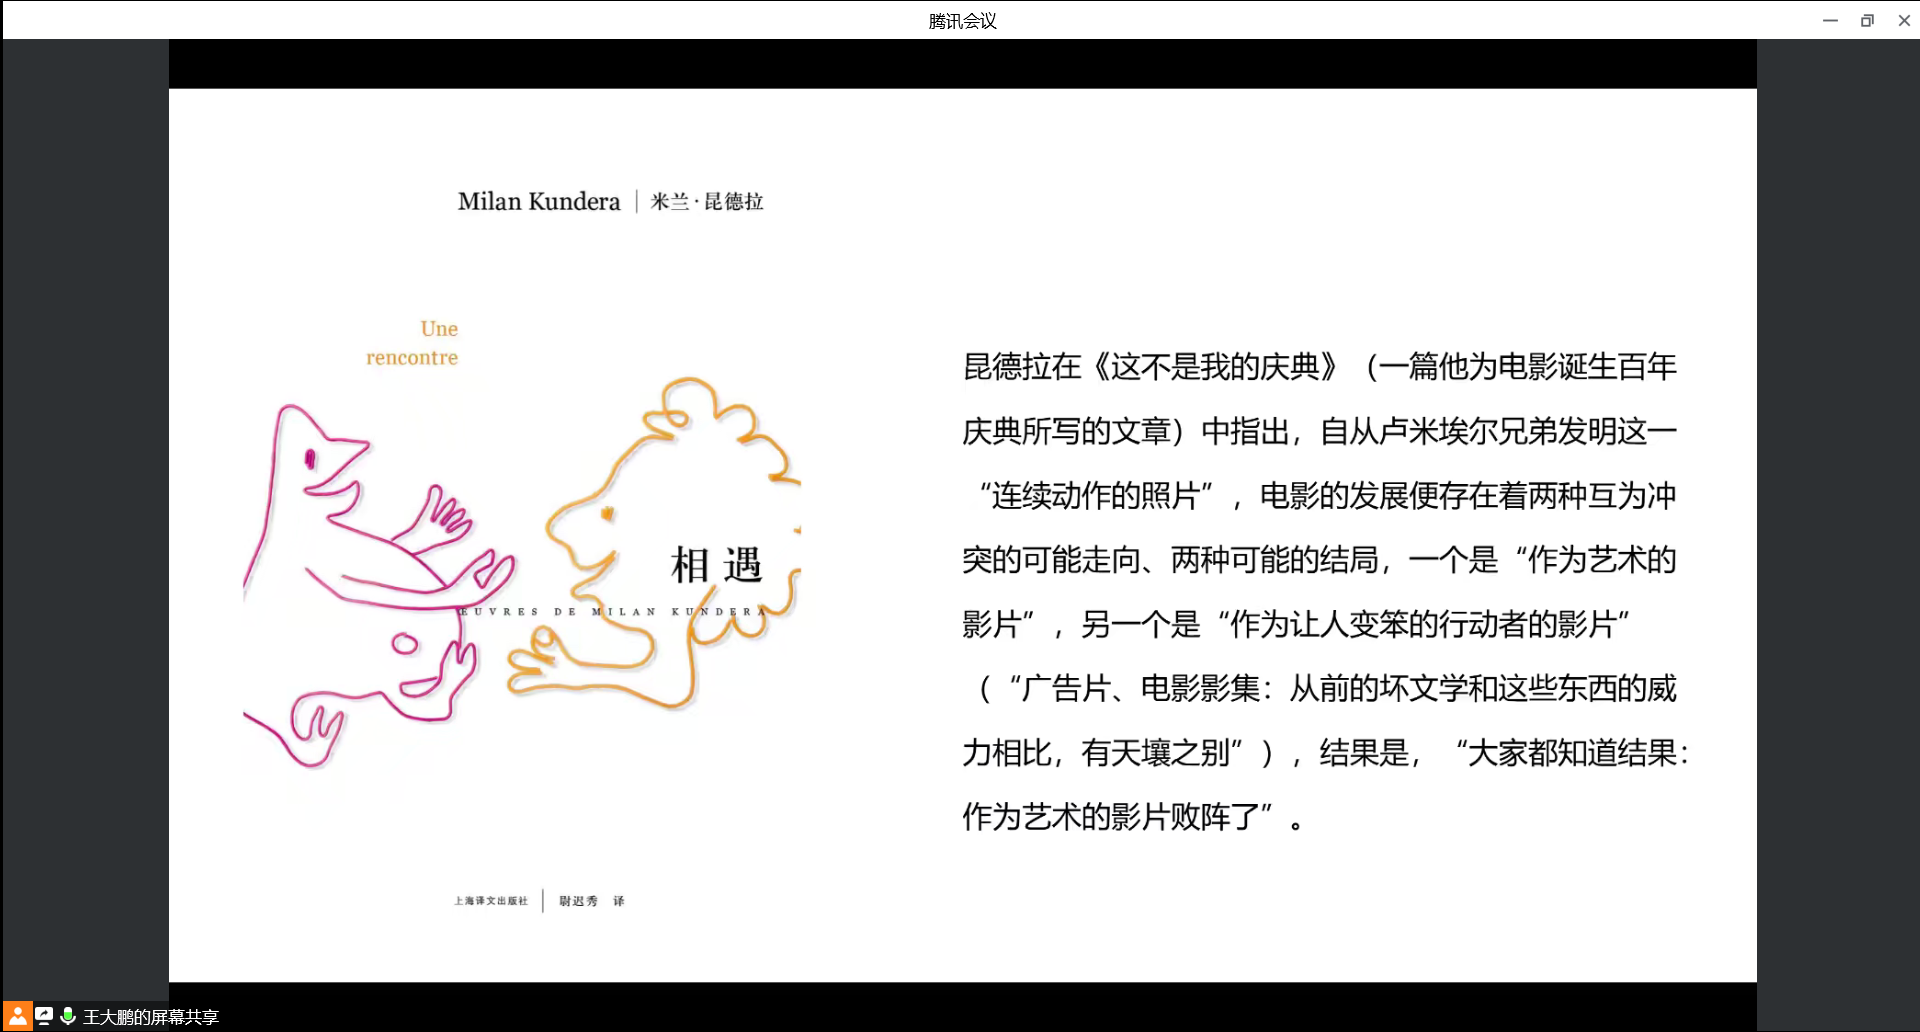 腾讯会议
Milan Kundera | 米兰·昆德拉
Une
rencontre
相遇
ŒUVRES DE MILAN KUNDERA
上海译文出版社 | 尉迟秀 译
昆德拉在《这不是我的庆典》（一篇他为电影诞生百年
庆典所写的文章）中指出，自从卢米埃尔兄弟发明这一
“连续动作的照片”，电影的发展便存在着两种互为冲
突的可能走向、两种可能的结局，一个是“作为艺术的
影片”，另一个是“作为让人变笨的行动者的影片”
（“广告片、电影影集：从前的坏文学和这些东西的威
力相比，有天壤之别”），结果是，“大家都知道结果：
作为艺术的影片败阵了”。
王大鹏的屏幕共享